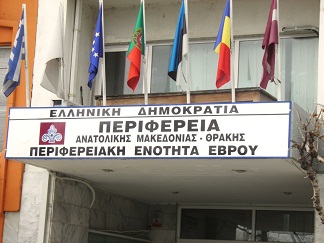 ΕΛΛΗΝΙΚΗ ΔΗΜΟΚΡΑΤΙΑ
ΠΕΡΙΦΕΡΕΙΑ
ΑΝΑΤΟΛΙΚΗΣ ΜΑΚΕΔΟΝΙΑΣ - ΘΡΑΚΗΣ
ΠΕΡΙΦΕΡΕΙΑΚΗ ΕΝΟΤΗΤΑ ΕΒΡΟΥ